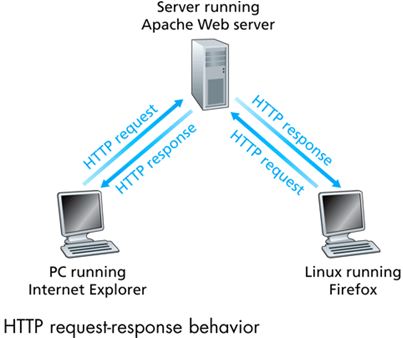 Server running
Apache Web server
HTTP request
HTTP response
HTTP response
HTTP request
PC running
Internet Explorer
Linux running
Firefox
HTTP request-response behavior